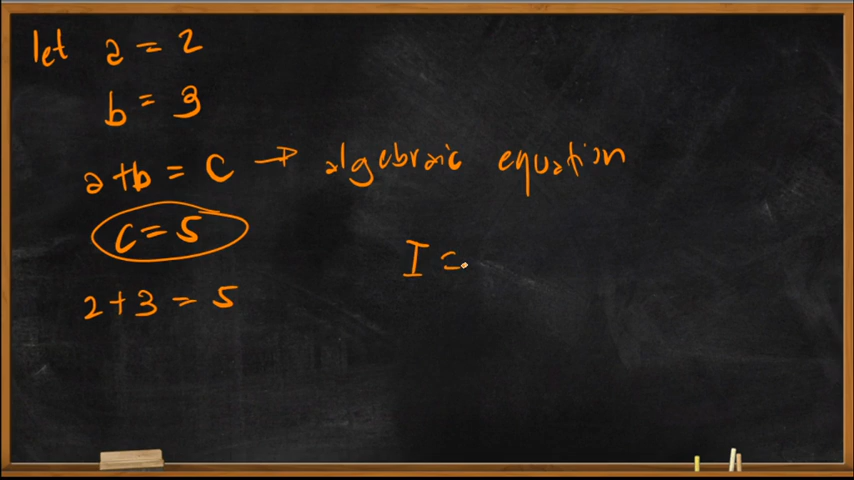 let a = 2
b = 3
a+b = c → algebraic equation
c = 5
I =
2 + 3 = 5